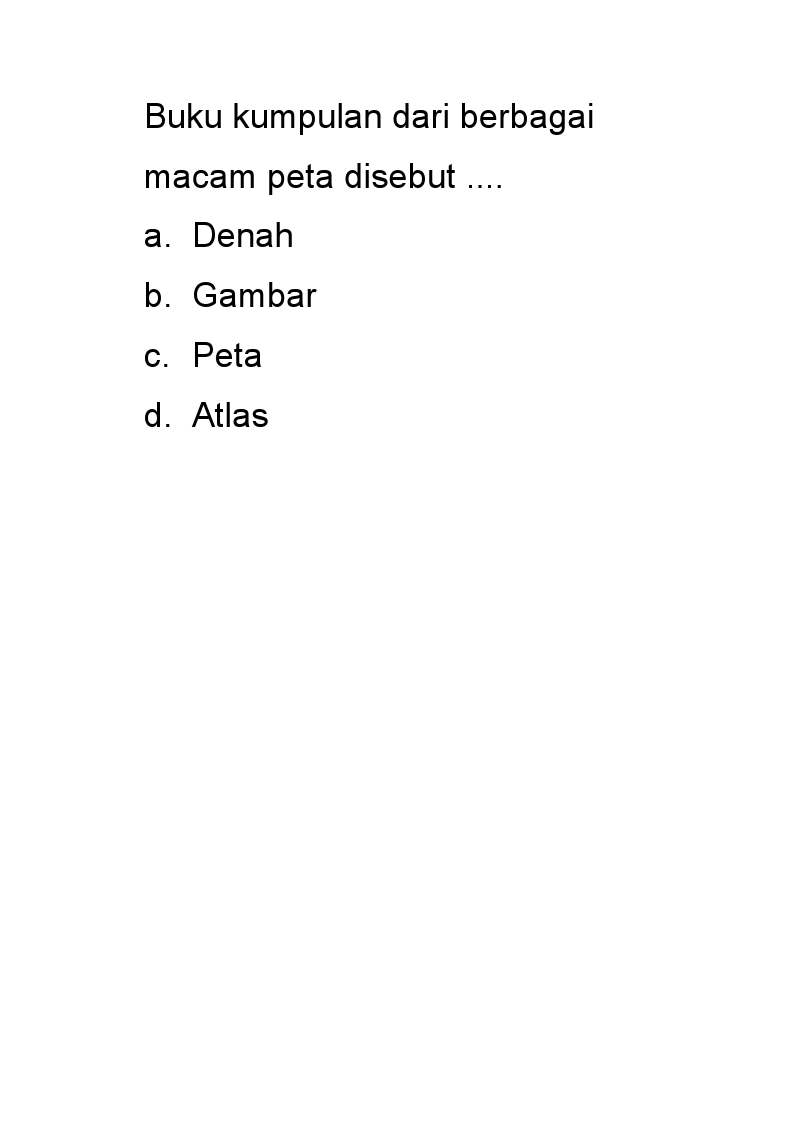 Buku kumpulan dari berbagai
macam peta disebut ....
a. Denah
b. Gambar
c. Peta
d. Atlas